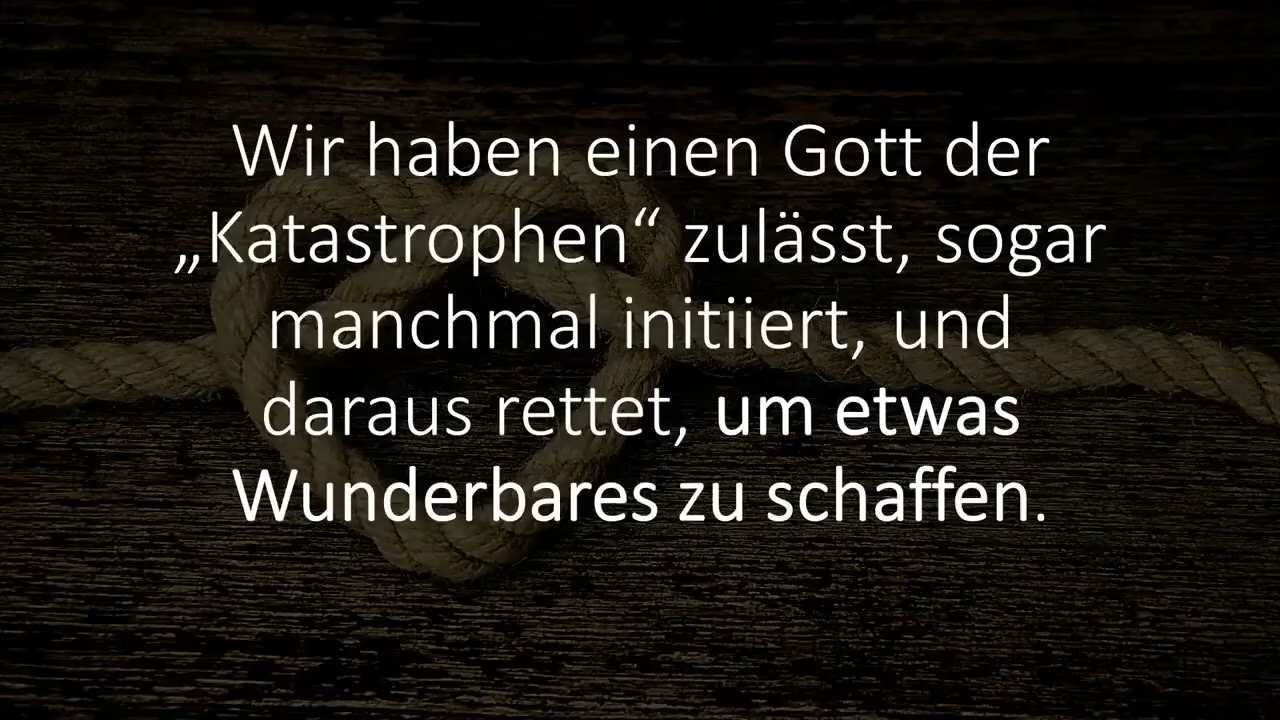 Wir haben einen Gott der
„Katastrophen“ zulässt, sogar
manchmal initiiert, und
daraus rettet, um etwas
Wunderbares zu schaffen.